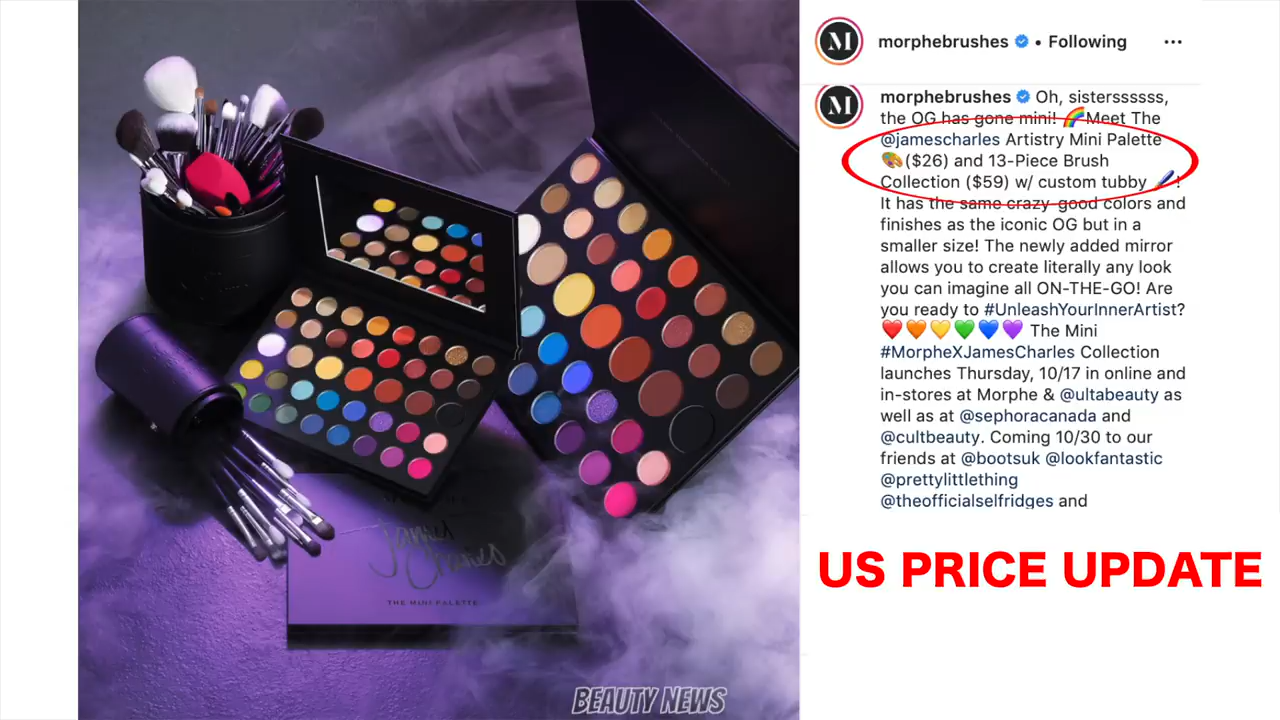 M
morphebrushes • Following
M
morphebrushes Oh, sisterssssss,
the OG has gone mini! 🌈Meet The
@jamescharles Artistry Mini Palette
🎨($26) and 13-Piece Brush
Collection ($59) w/ custom tubby 🖌️!
It has the same crazy-good colors and
finishes as the iconic OG but in a
smaller size! The newly added mirror
allows you to create literally any look
you can imagine all ON-THE-GO! Are
you ready to #UnleashYourInnerArtist?
❤️🧡💛💚💙💜 The Mini
#MorpheXJamesCharles Collection
launches Thursday, 10/17 in online and
in-stores at Morphe & @ultabeauty as
well as at @sephoracanada and
@cultbeauty. Coming 10/30 to our
friends at @bootsuk @lookfantastic
@prettylittlething
@theofficialselfridges and
US PRICE UPDATE
James
Charles
THE MINI PALETTE
BEAUTY NEWS